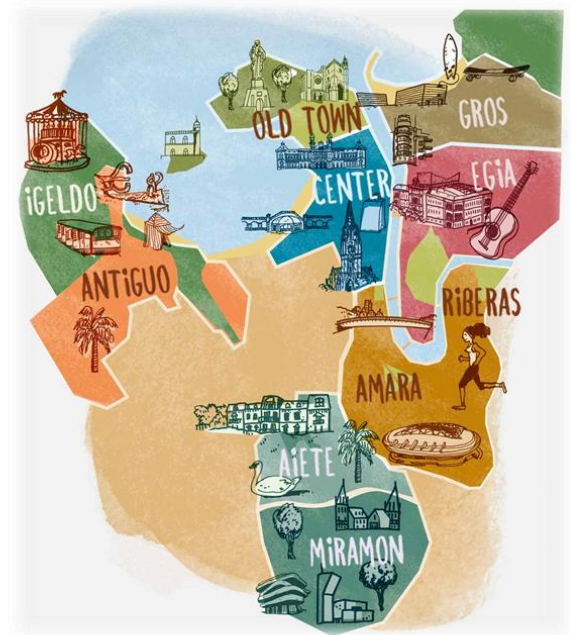 OLD TOWN
GROS
EGiA
CENTER
iGELDO
ANTiGUO
RiBERAS
AMARA
AiETE
MiRAMON